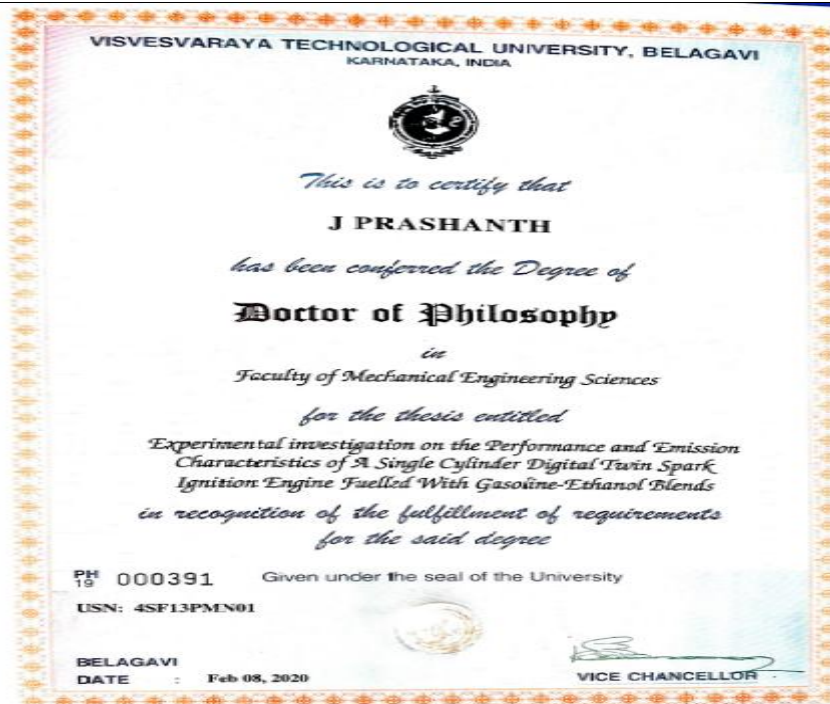 VISVESVARAYA TECHNOLOGICAL UNIVERSITY, BELAGAVI
KARNATAKA, INDIA
This is to certify that
J PRASHANTH
has been conferred the Degree of
Doctor of Philosophy
in
Faculty of Mechanical Engineering Sciences
for the thesis entitled
Experimental investigation on the Performance and Emission
Characteristics of A Single Cylinder Digital Twin Spark
Ignition Engine Fuelled With Gasoline-Ethanol Blends
in recognition of the fulfillment of requirements
for the said degree
PH 19 000391 Given under the seal of the University
USN: 4SF13PMN01
BELAGAVI
DATE : Feb 08, 2020 VICE CHANCELLOR